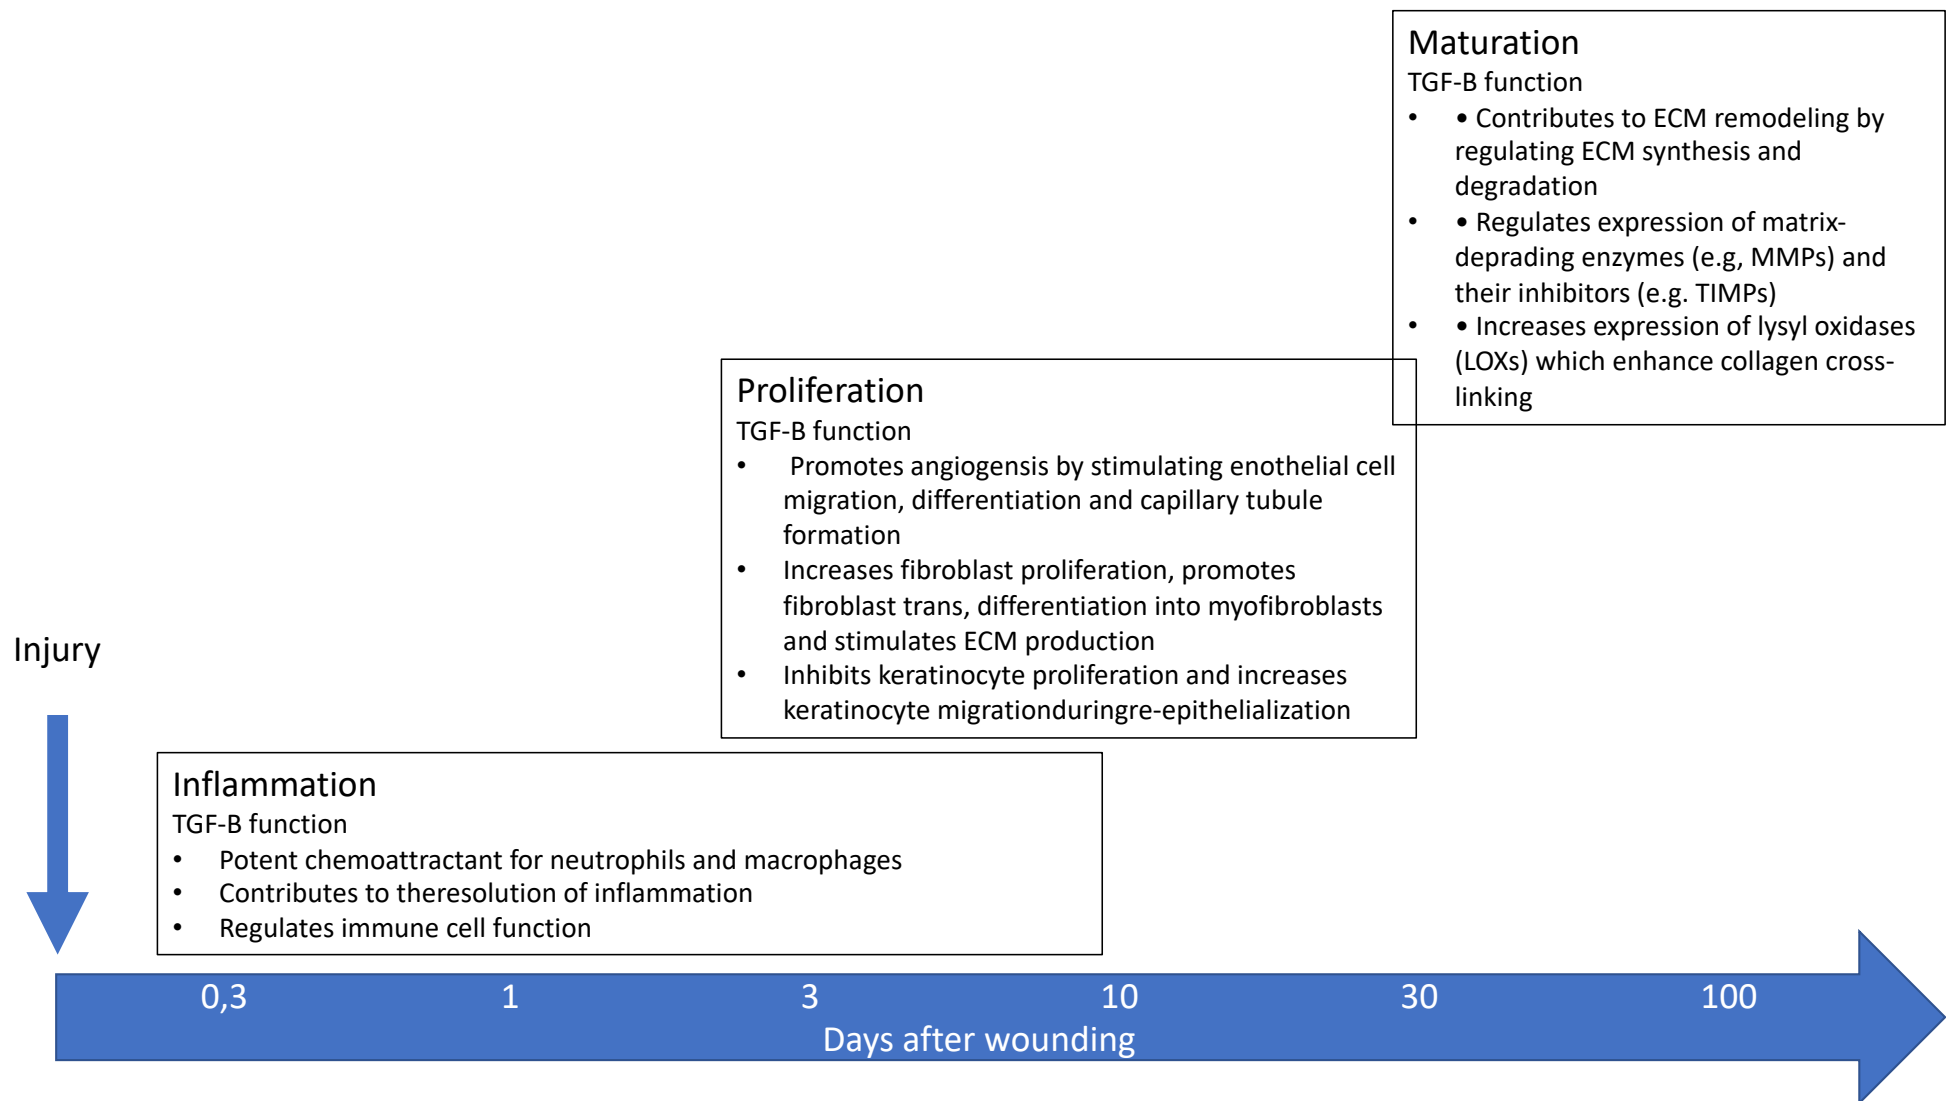 Maturation
TGF-B function
• • Contributes to ECM remodeling by
regulating ECM synthesis and
degradation
• • Regulates expression of matrix-
deprading enzymes (e.g, MMPs) and
their inhibitors (e.g. TIMPs)
• • Increases expression of lysyl oxidases
(LOXs) which enhance collagen cross-
linking
Proliferation
TGF-B function
• Promotes angiogensis by stimulating enothelial cell
migration, differentiation and capillary tubule
formation
• Increases fibroblast proliferation, promotes
fibroblast trans, differentiation into myofibroblasts
and stimulates ECM production
• Inhibits keratinocyte proliferation and increases
keratinocyte migrationduringre-epithelialization
Injury
Inflammation
TGF-B function
• Potent chemoattractant for neutrophils and macrophages
• Contributes to theresolution of inflammation
• Regulates immune cell function
0,3 1 3 10 30 100
Days after wounding